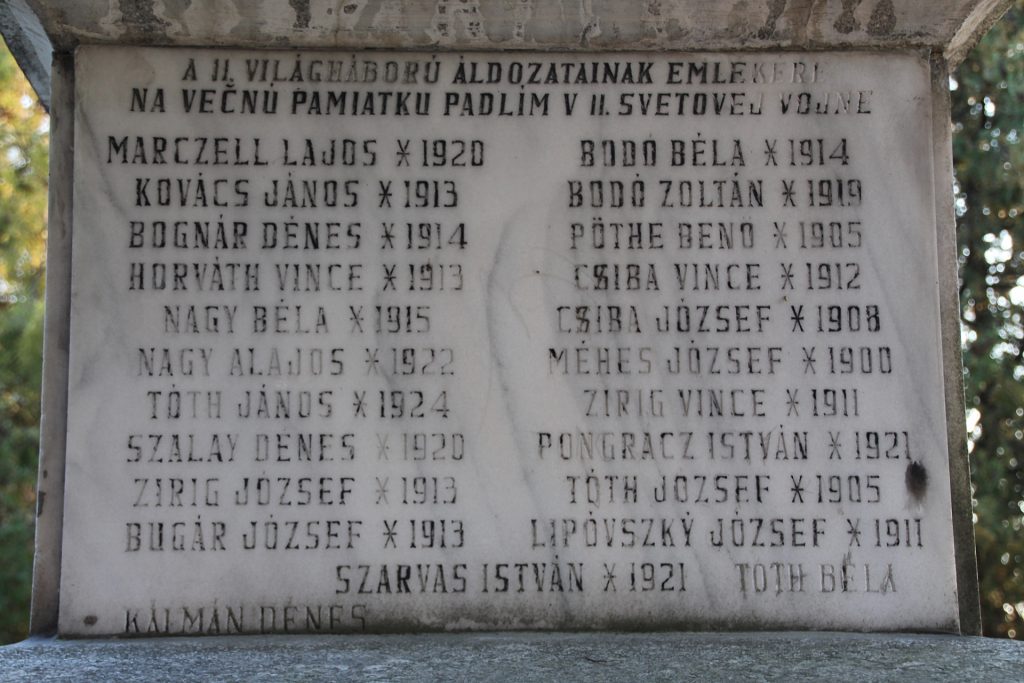 A II. VILÁGHÁBORÚ ÁLDOZATAINAK EMLEKÉRE
NA VEČNÚ PAMIATKU PADLÍM V II. SVETOVEJ VOJNE
MARCZELL LAJOS * 1920
KOVÁCS JÁNOS * 1913
BOGNÁR DÉNES * 1914
HORVÁTH VINCE * 1913
NAGY BÉLA * 1915
NAGY ALAJOS * 1922
TÓTH JÁNOS * 1924
SZALAY DÉNES * 1920
ZIRIG JÓZSEF * 1913
BUGÁR JÓZSEF * 1913
BODÓ BÉLA * 1914
BODÓ ZOLTÁN * 1919
PÖTHE BENŐ * 1905
CSIBA VINCE * 1912
CSIBA JÓZSEF * 1908
MÉHES JÓZSEF * 1900
ZIRIG VINCE * 1911
PONGRÁCZ ISTVÁN * 1921
TÓTH JÓZSEF * 1905
LIPÓVSZKÝ JÓZSEF * 1911
SZARVAS ISTVÁN * 1921
TÓTH BÉLA
KÁLMÁN DÉNES